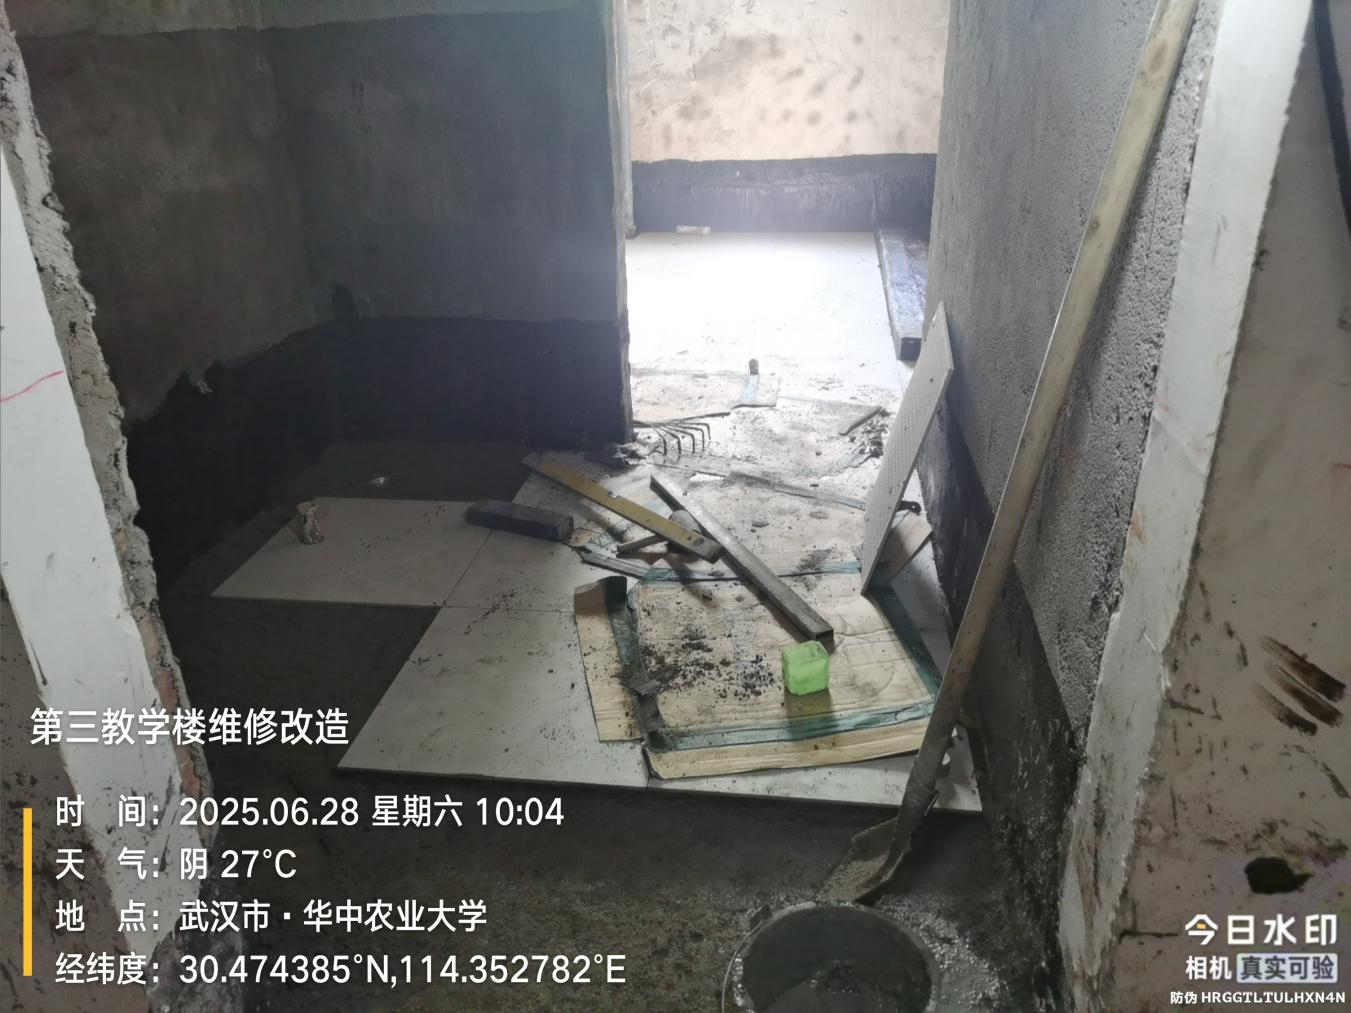 第三教学楼维修改造
时 间：2025.06.28 星期六 10:04
天 气：阴 27°C
地 点：武汉市·华中农业大学
经纬度：30.474385°N,114.352782°E
今日水印
相机 真实可验
防伪 HRGGTLTULHXN4N